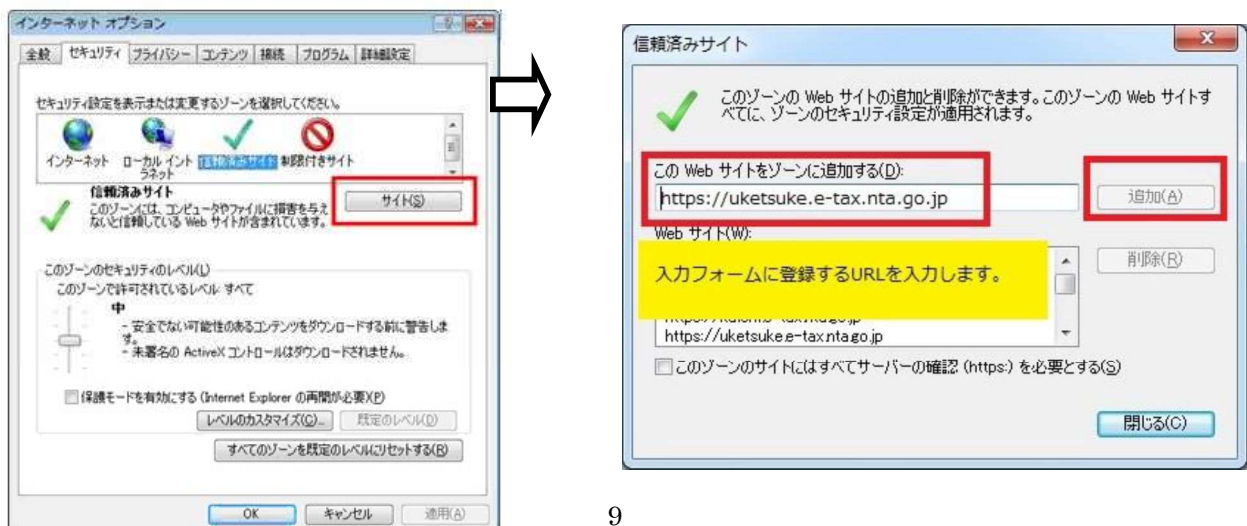 インターネット オプション
全般 セキュリティ プライバシー コンテンツ 接続 プログラム 詳細設定
セキュリティ設定を表示または変更するゾーンを選択してください。
インターネット ローカル イントラネット 信頼済みサイト 制限付きサイト
信頼済みサイト
このゾーンには、コンピュータやファイルに損害を与え
ないと信頼している Web サイトが含まれています。
サイト(S)
このゾーンのセキュリティのレベル(L)
このゾーンで許可されているレベル: すべて
中
- 安全でない可能性のあるコンテンツをダウンロードする前に警告しま
す。
- 未署名の ActiveX コントロールはダウンロードされません。
保護モードを有効にする (Internet Explorer の再開が必要)(P)
レベルのカスタマイズ(C)... 既定のレベル(D)
すべてのゾーンを既定のレベルにリセットする(R)
OK キャンセル 適用(A)
信頼済みサイト
このゾーンの Web サイトの追加と削除ができます。このゾーンの Web サイトす
べてに、ゾーンのセキュリティ設定が適用されます。
この Web サイトをゾーンに追加する(D):
https://uketsuke.e-tax.nta.go.jp 追加(A)
Web サイト(W):
入力フォームに登録するURLを入力します。
削除(R)
https://uketsuke.e-tax.nta.go.jp
このゾーンのサイトにはすべてサーバーの確認 (https:) を必要とする(S)
閉じる(C)
9